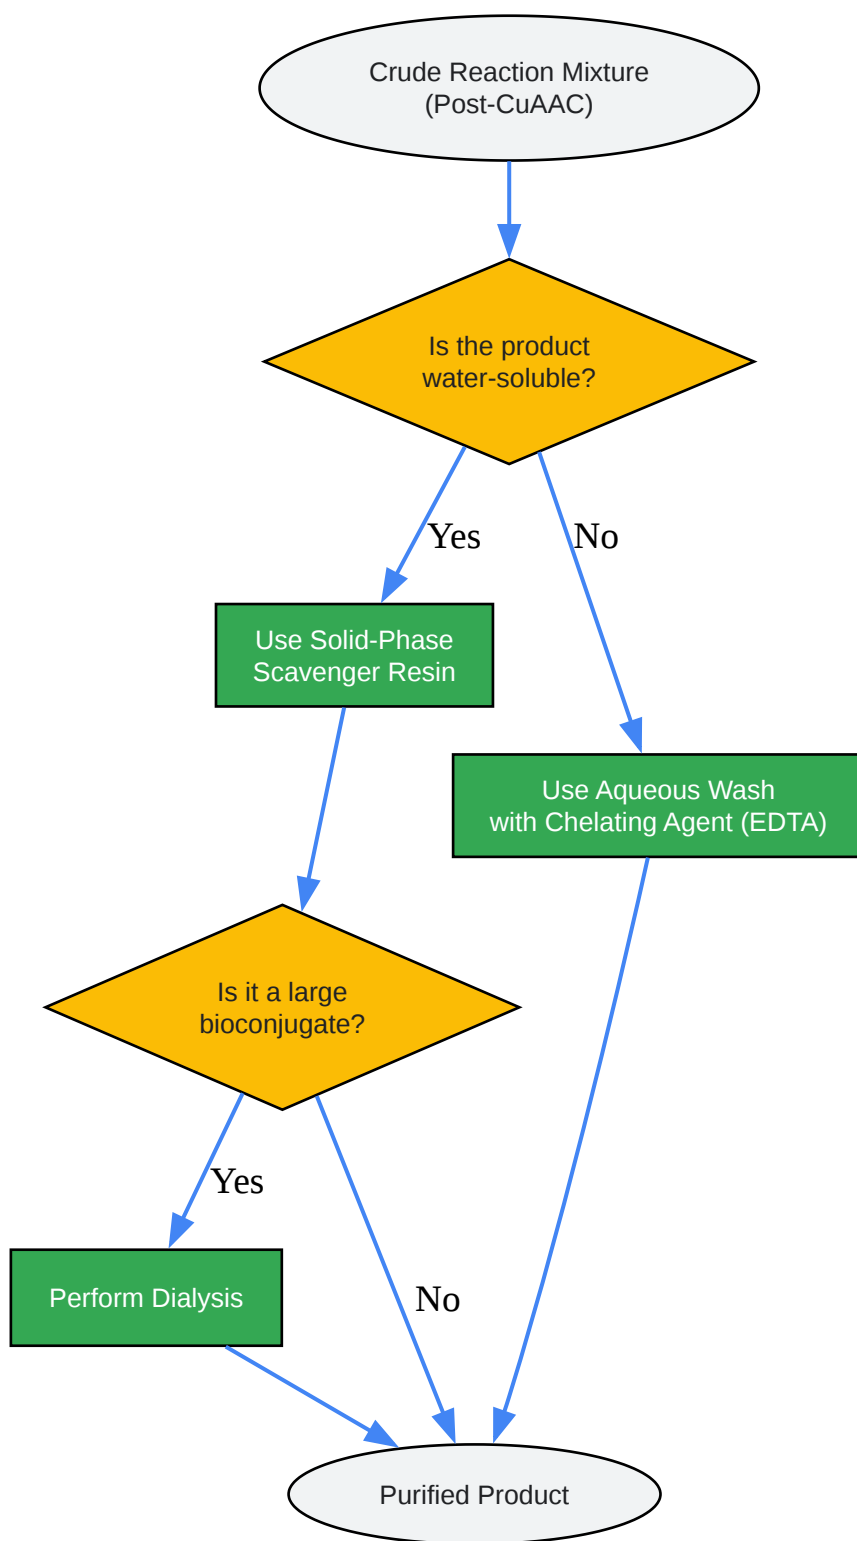 Crude Reaction Mixture
(Post-CuAAC)
Is the product
water-soluble?
Yes
No
Use Solid-Phase
Scavenger Resin
Use Aqueous Wash
with Chelating Agent (EDTA)
Is it a large
bioconjugate?
Yes
No
Perform Dialysis
Purified Product